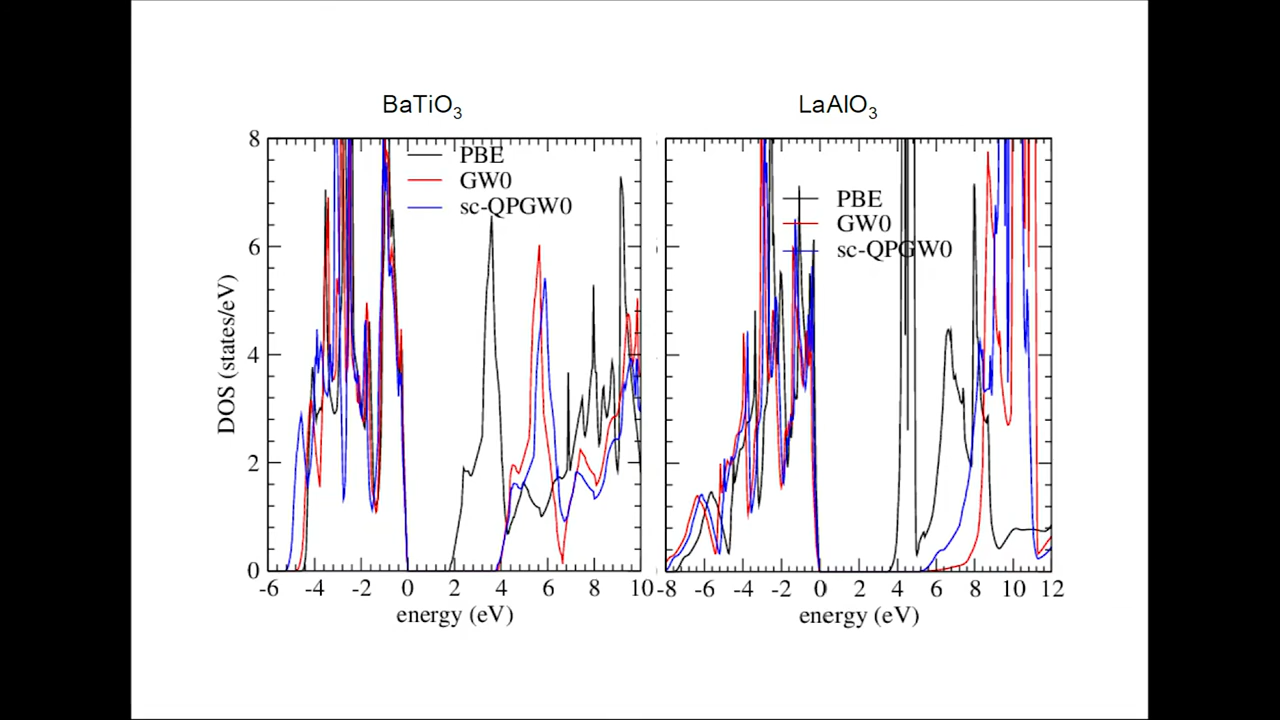 BaTiO3
LaAlO3
8
6
4
2
0
DOS (states/eV)
PBE
GW0
sc-QPGW0
-6 -4 -2 0 2 4 6 8 10
energy (eV)
PBE
GW0
sc-QPGW0
-8 -6 -4 -2 0 2 4 6 8 10 12
energy (eV)